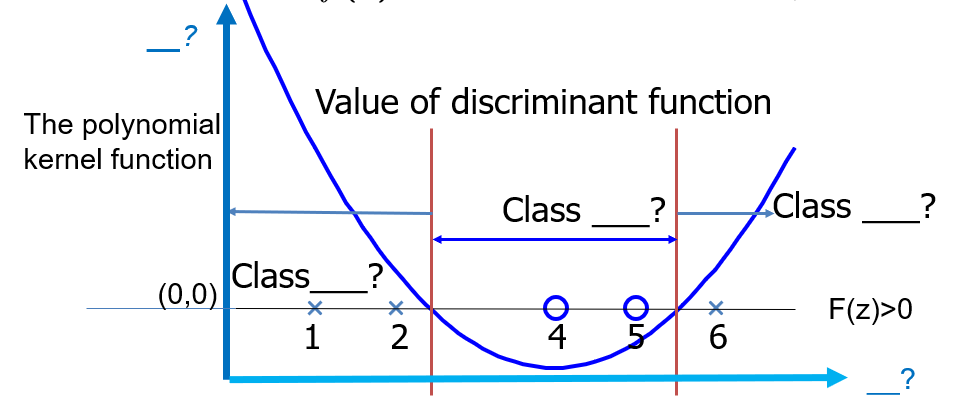 __?
Value of discriminant function
The polynomial
kernel function
Class ___?
Class ___?
Class___?
(0,0)
F(z)>0
1 2 4 5 6
__?